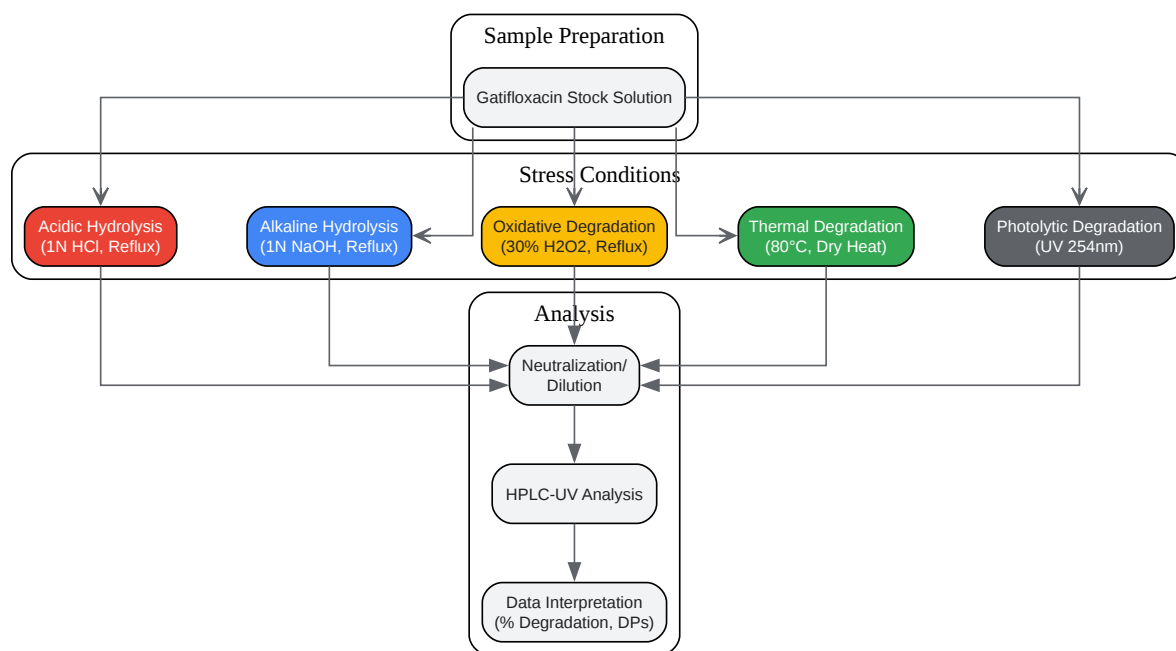 Sample Preparation
Gatifloxacin Stock Solution
Stress Conditions
Acidic Hydrolysis
(1N HCl, Reflux)
Alkaline Hydrolysis
(1N NaOH, Reflux)
Oxidative Degradation
(30% H2O2, Reflux)
Thermal Degradation
(80°C, Dry Heat)
Photolytic Degradation
(UV 254nm)
Analysis
Neutralization/
Dilution
HPLC-UV Analysis
Data Interpretation
(% Degradation, DPs)